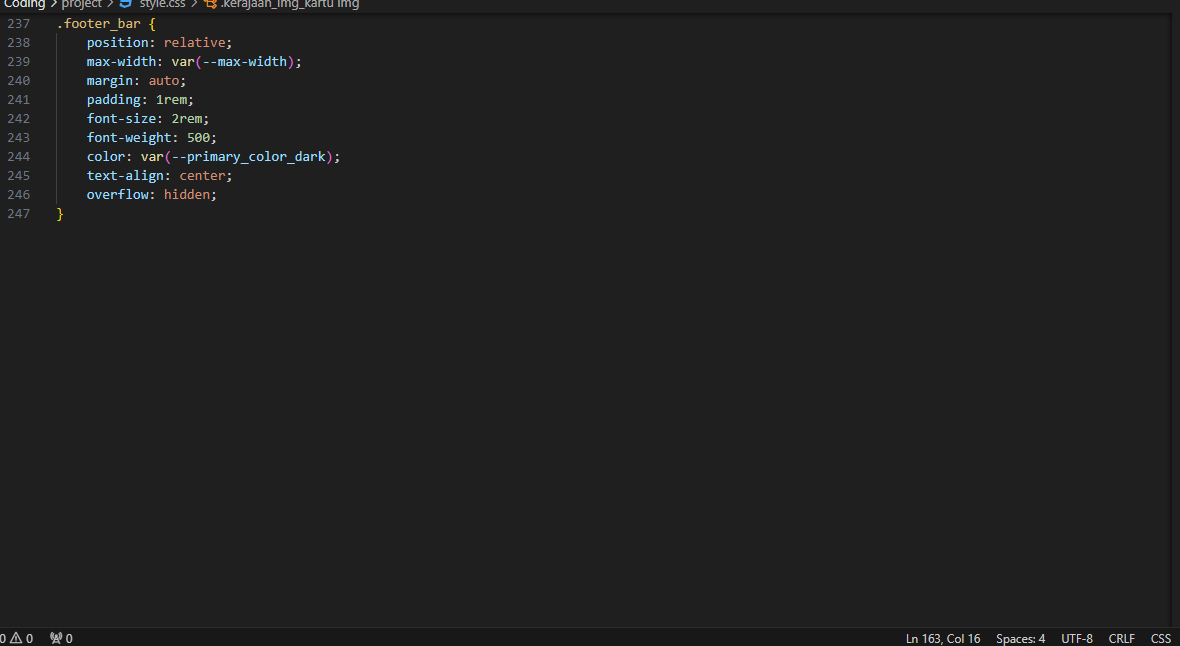 Coding > project > style.css > .kerajaan_img_kartu img
237 .footer_bar {
238 position: relative;
239 max-width: var(--max-width);
240 margin: auto;
241 padding: 1rem;
242 font-size: 2rem;
243 font-weight: 500;
244 color: var(--primary_color_dark);
245 text-align: center;
246 overflow: hidden;
247 }
0 0 0 Ln 163, Col 16 Spaces: 4 UTF-8 CRLF CSS